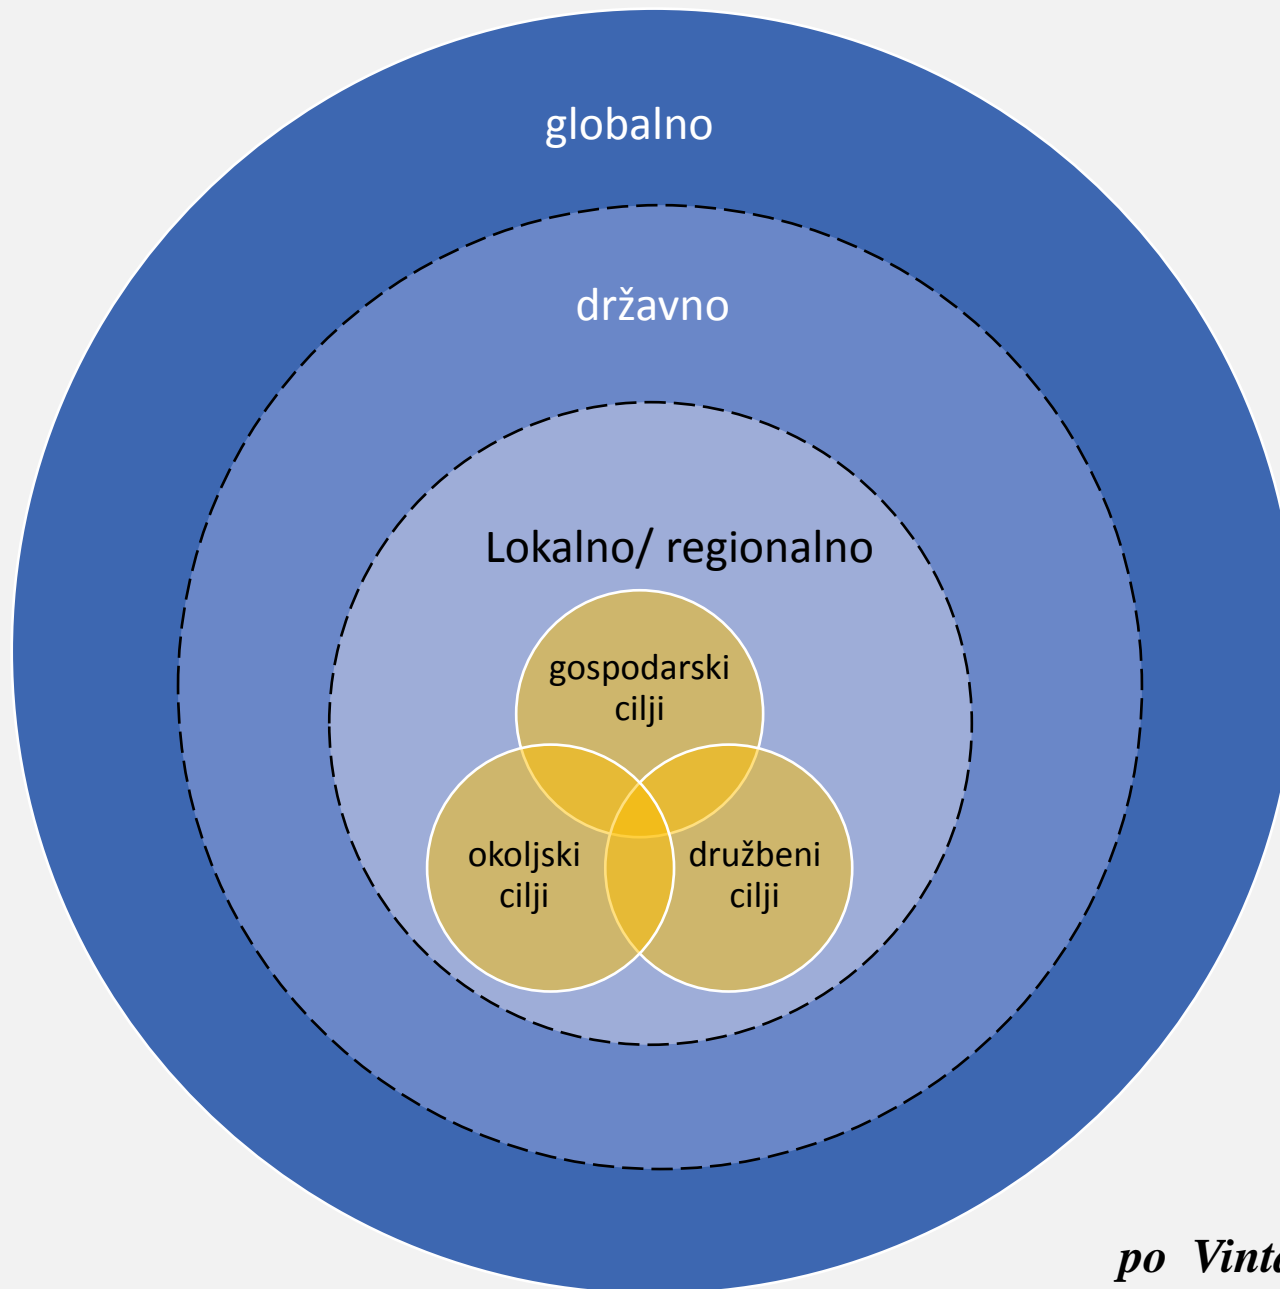 globalno
državno
Lokalno/ regionalno
gospodarski
cilji
okoljski
cilji
družbeni
cilji
po